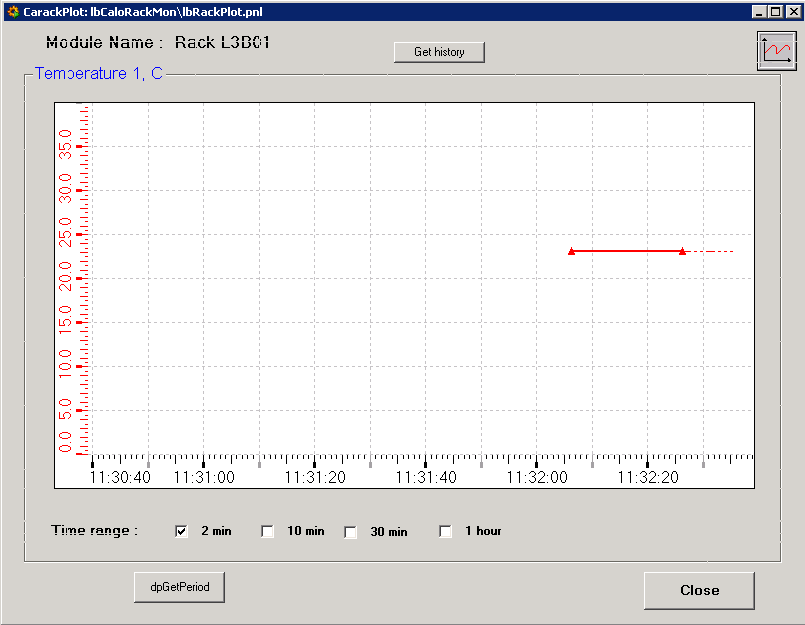 CarackPlot: lbCaloRackMon\lbRackPlot.pnl
Module Name : Rack L3B01
Get history
Temperature 1, C
35.0
30.0
25.0
20.0
15.0
10.0
5.0
0.0
11:30:40 11:31:00 11:31:20 11:31:40 11:32:00 11:32:20
Time range : 2 min 10 min 30 min 1 hour
dpGetPeriod
Close